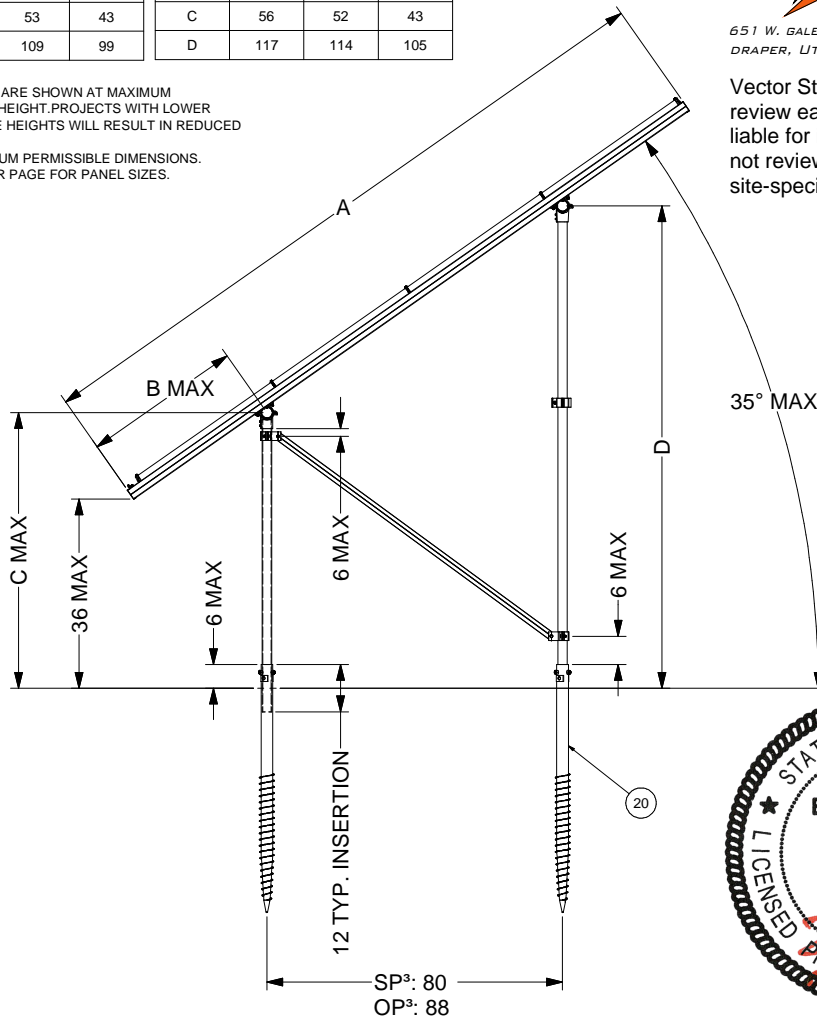 53 43
109 99
C 56 52 43
D 117 114 105
ARE SHOWN AT MAXIMUM
HEIGHT.PROJECTS WITH LOWER
HEIGHTS WILL RESULT IN REDUCED
UM PERMISSIBLE DIMENSIONS.
PAGE FOR PANEL SIZES.
651 W. GALE
DRAPER, UT
Vector St
review ea
liable for
not review
site-speci
A
B MAX
35° MAX
D
C MAX
36 MAX
6 MAX
6 MAX
6 MAX
12 TYP. INSERTION
20
SP³: 80
OP³: 88
STAT
LICENSED